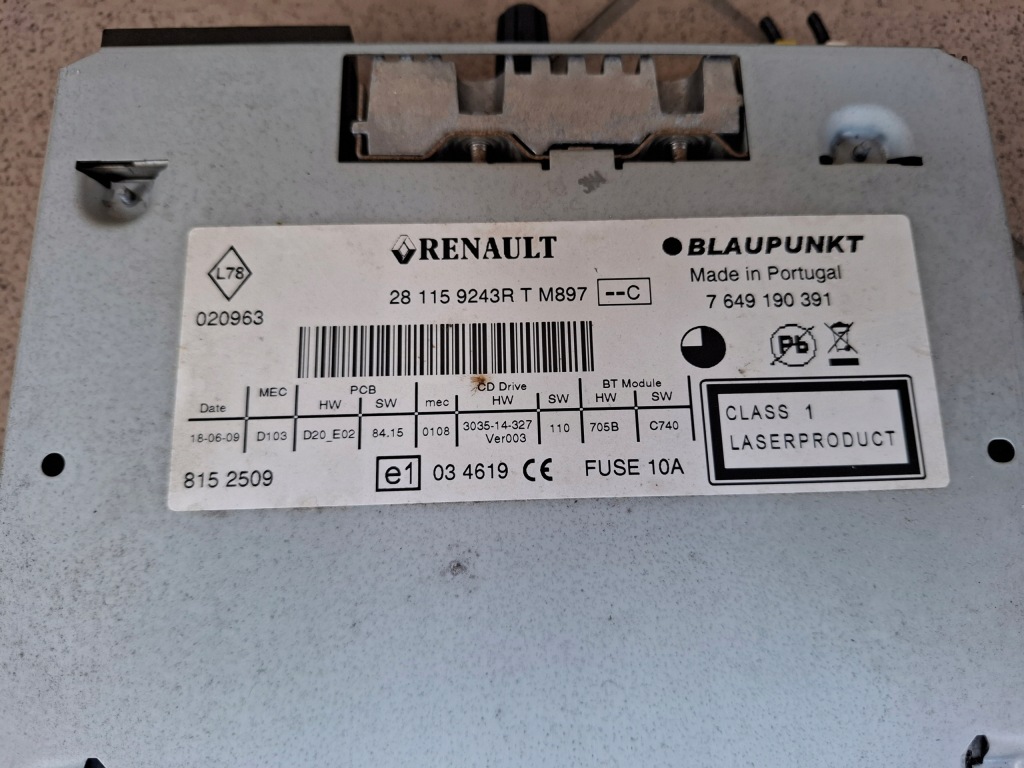 L78
020963
RENAULT
28 115 9243R T M897 --C
BLAUPUNKT
Made in Portugal
7 649 190 391
Pb
MEC PCB CD Drive BT Module
Date HW SW mec HW SW HW SW
18-06-09 D103 D20_E02 84.15 0108 3035-14-327 Ver003 110 705B C740
815 2509
e1 03 4619 CE FUSE 10A
CLASS 1
LASERPRODUCT
3M